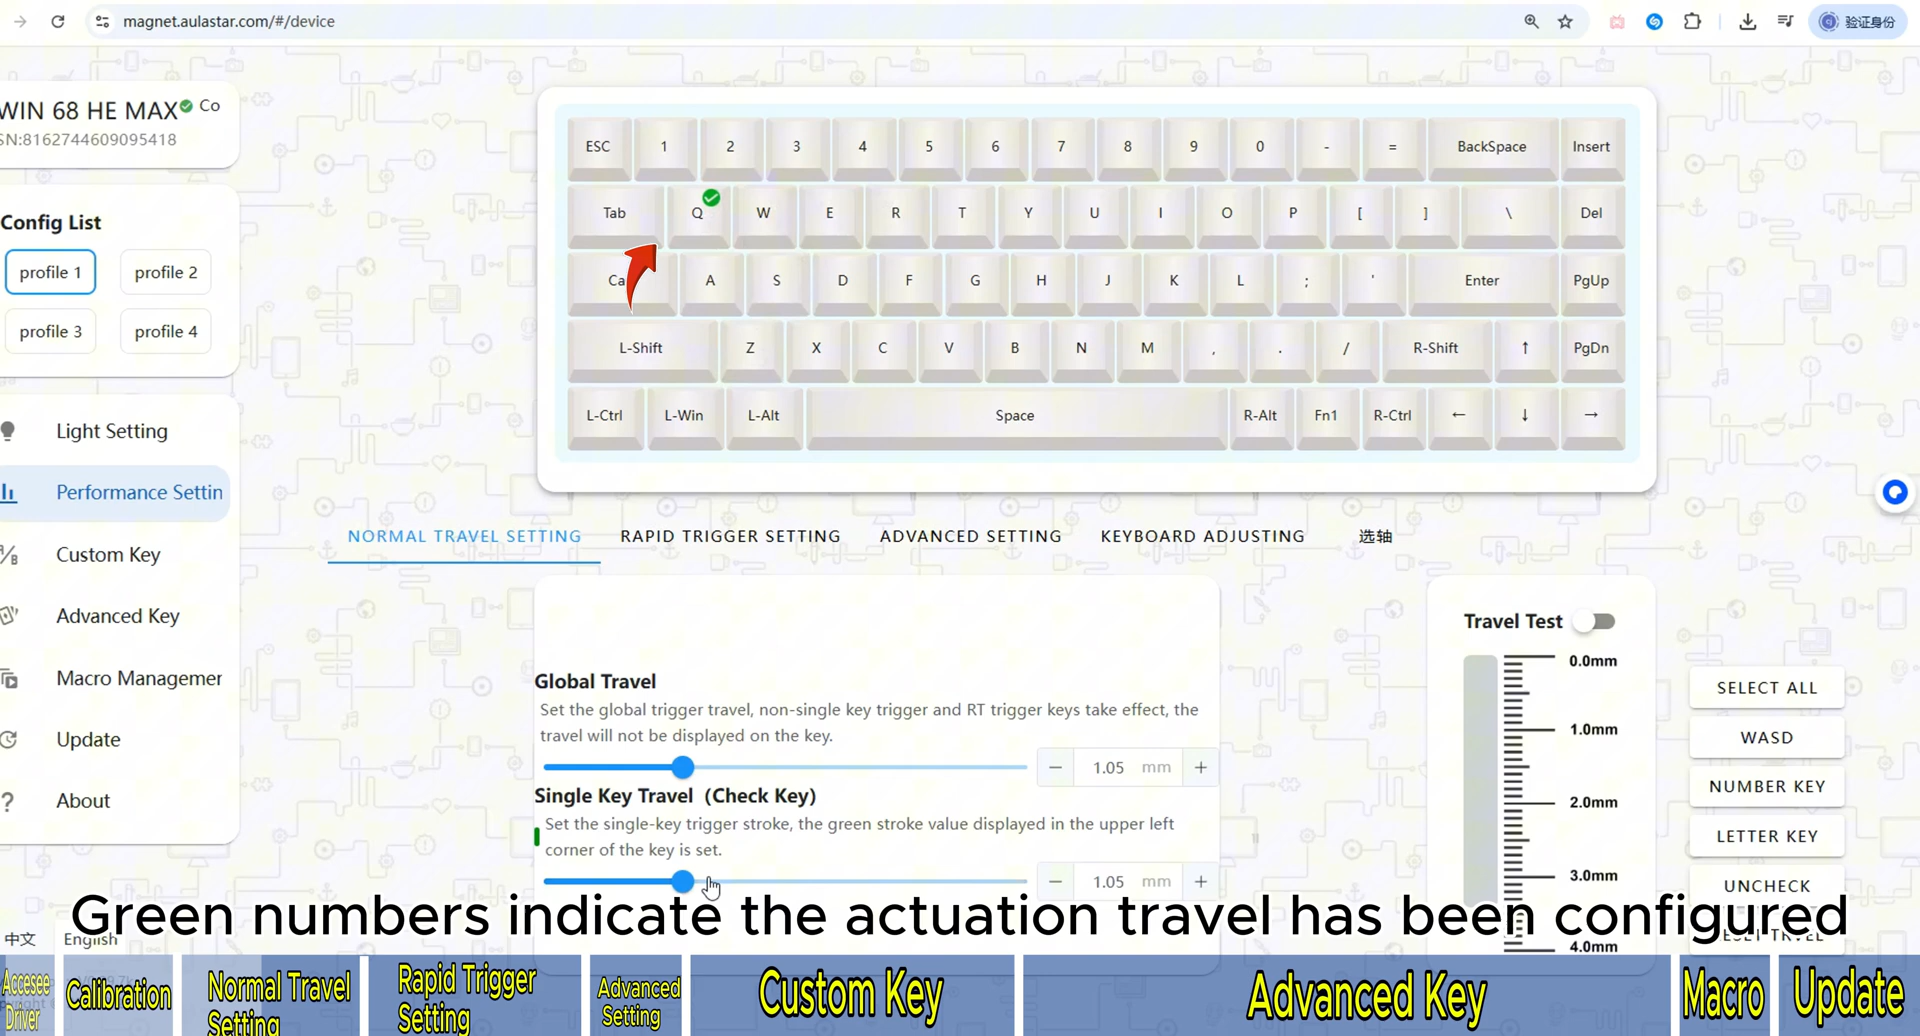 magnet.aulastar.com/#/device
验证身份
WIN 68 HE MAX
Co
SN:8162744609095418
Config List
profile 1
profile 2
profile 3
profile 4
Light Setting
Performance Settin
Custom Key
Advanced Key
Macro Managemer
Update
About
中文
English
ESC 1 2 3 4 5 6 7 8 9 0 - = BackSpace Insert
Tab Q W E R T Y U I O P [ ] \ Del
Ca A S D F G H J K L ; ' Enter PgUp
L-Shift Z X C V B N M , . / R-Shift ↑ PgDn
L-Ctrl L-Win L-Alt Space R-Alt Fn1 R-Ctrl ← ↓ →
NORMAL TRAVEL SETTING
RAPID TRIGGER SETTING
ADVANCED SETTING
KEYBOARD ADJUSTING
选轴
Global Travel
Set the global trigger travel, non-single key trigger and RT trigger keys take effect, the
travel will not be displayed on the key.
− 1.05 mm +
Single Key Travel（Check Key）
Set the single-key trigger stroke, the green stroke value displayed in the upper left
corner of the key is set.
− 1.05 mm +
Travel Test
0.0mm
1.0mm
2.0mm
3.0mm
4.0mm
SELECT ALL
WASD
NUMBER KEY
LETTER KEY
UNCHECK
Green numbers indicate the actuation travel has been configured
Accesee
Driver
Calibration
Normal Travel
Setting
Rapid Trigger
Setting
Advanced
Setting
Custom Key
Advanced Key
Macro
Update